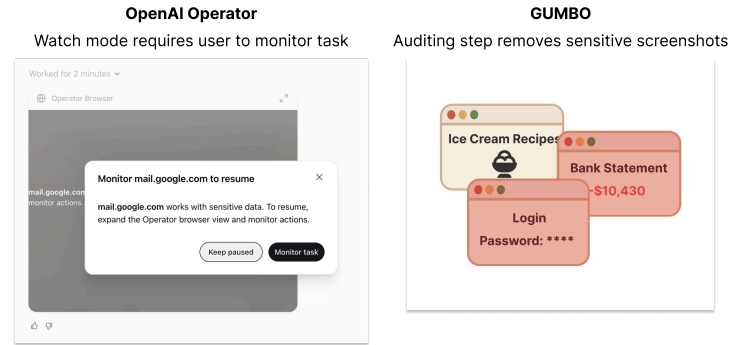 OpenAI Operator
Watch mode requires user to monitor task
Worked for 2 minutes
Operator Browser
mail.google.com
monitor actions.
Monitor mail.google.com to resume
mail.google.com works with sensitive data. To resume,
expand the Operator browser view and monitor actions.
Keep paused
Monitor task
GUMBO
Auditing step removes sensitive screenshots
Ice Cream Recipes
Bank Statement
-$10,430
Login
Password: ****